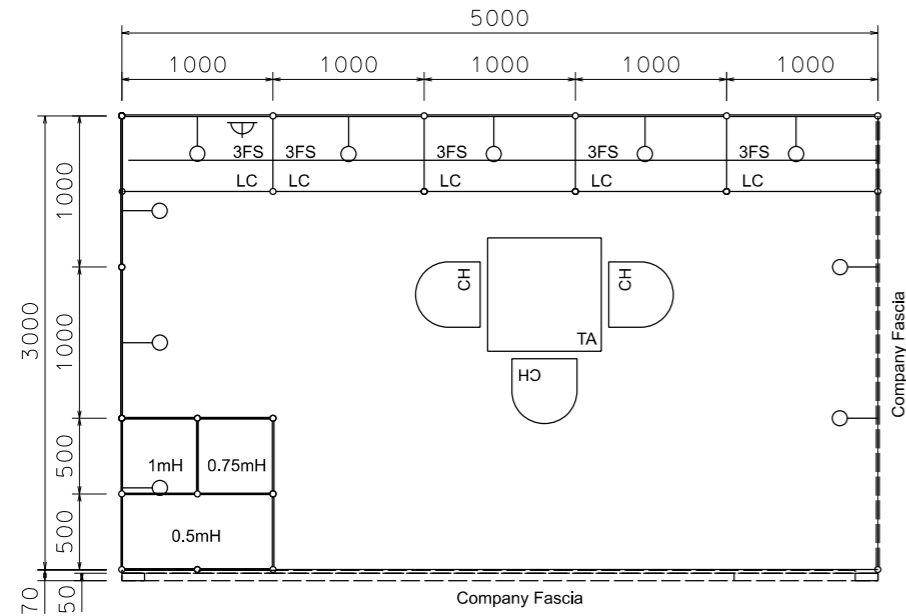 5000
1000 1000 1000 1000 1000
3FS 3FS 3FS 3FS 3FS
LC LC LC LC LC
1000
3000
1000
500
500
70
50
CH
CH
TA
CH
Company Fascia
1mH 0.75mH
0.5mH
Company Fascia